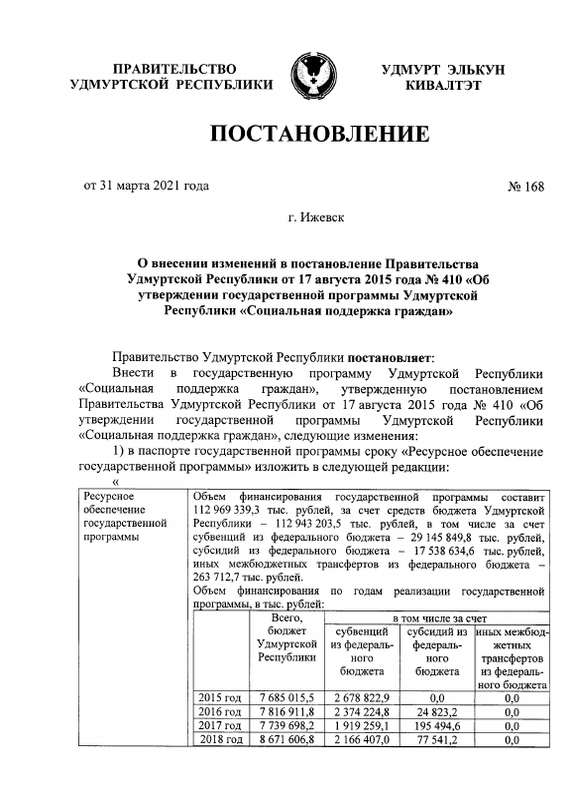 ПРАВИТЕЛЬСТВО
УДМУРТСКОЙ РЕСПУБЛИКИ
УДМУРТ ЭЛЬКУН
КИВАЛТЭТ
ПОСТАНОВЛЕНИЕ
от 31 марта 2021 года
№ 168
г. Ижевск
О внесении изменений в постановление Правительства
Удмуртской Республики от 17 августа 2015 года № 410 «Об
утверждении государственной программы Удмуртской
Республики «Социальная поддержка граждан»
Правительство Удмуртской Республики постановляет:
Внести в государственную программу Удмуртской Республики
«Социальная поддержка граждан», утвержденную постановлением
Правительства Удмуртской Республики от 17 августа 2015 года № 410 «Об
утверждении государственной программы Удмуртской Республики
«Социальная поддержка граждан», следующие изменения:
1) в паспорте государственной программы сроку «Ресурсное обеспечение
государственной программы» изложить в следующей редакции:
«
Ресурсное
обеспечение
государственной
программы
Объем финансирования государственной программы составит
112 969 339,3 тыс. рублей, за счет средств бюджета Удмуртской
Республики – 112 943 203,5 тыс. рублей, в том числе за счет
субвенций из федерального бюджета – 29 145 849,8 тыс. рублей,
субсидий из федерального бюджета – 17 538 634,6 тыс. рублей,
иных межбюджетных трансфертов из федерального бюджета –
263 712,7 тыс. рублей.
Объем финансирования по годам реализации государственной
программы, в тыс. рублей:
Всего,
бюджет
Удмуртской
Республики
в том числе за счет
субвенций
из федераль-
ного
бюджета
субсидий из
федераль-
ного
бюджета
иных межбюд-
жетных
трансфертов
из федераль-
ного бюджета
2015 год 7 685 015,5 2 678 822,9 0,0 0,0
2016 год 7 816 911,8 2 374 224,8 24 823,2 0,0
2017 год 7 739 698,2 1 919 259,1 195 494,6 0,0
2018 год 8 671 606,8 2 166 407,0 77 541,2 0,0